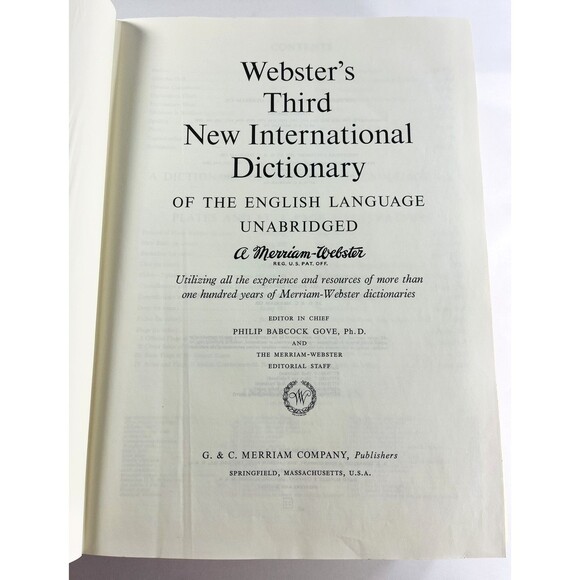 Webster's
Third
New International
Dictionary
OF THE ENGLISH LANGUAGE
UNABRIDGED
A Merriam-Webster
REG. U.S. PAT. OFF.
Utilizing all the experience and resources of more than
one hundred years of Merriam-Webster dictionaries
EDITOR IN CHIEF
PHILIP BABCOCK GOVE, Ph.D.
AND
THE MERRIAM-WEBSTER
EDITORIAL STAFF
W
G. & C. MERRIAM COMPANY, Publishers
SPRINGFIELD, MASSACHUSETTS, U.S.A.